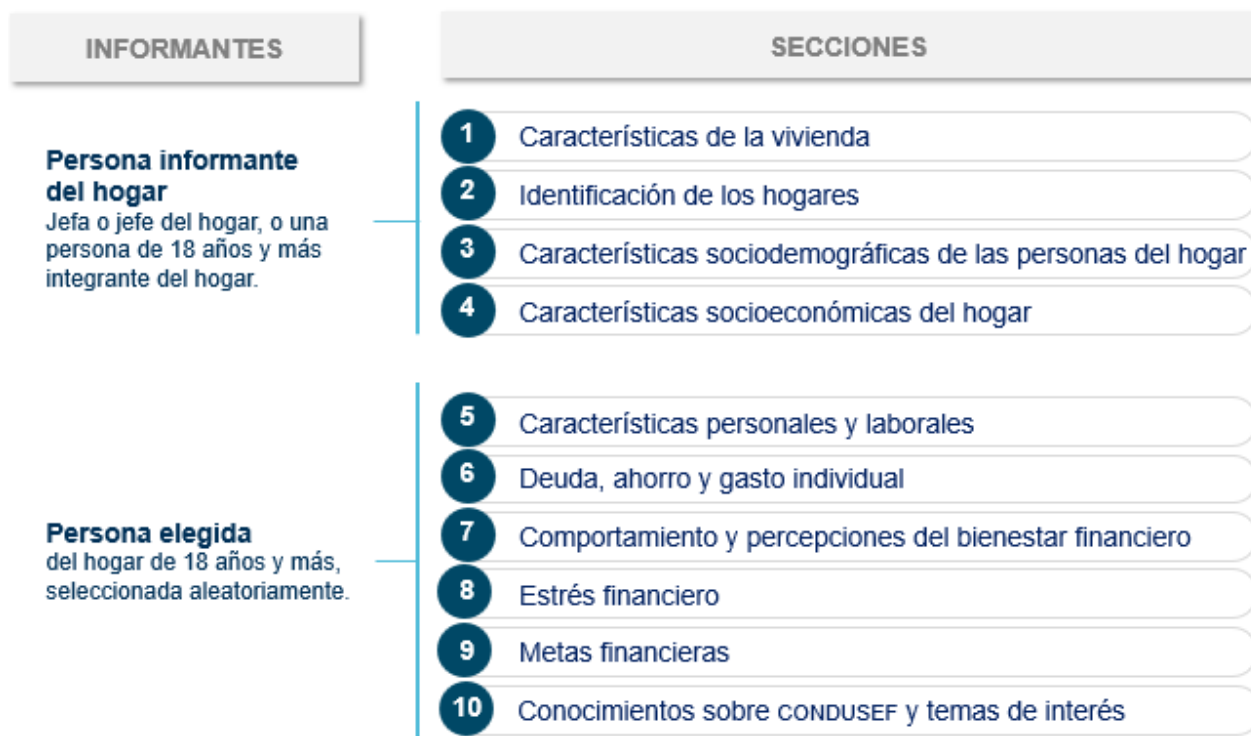 INFORMANTES
SECCIONES
Persona informante
del hogar
Jefa o jefe del hogar, o una
persona de 18 años y más
integrante del hogar.
1 Características de la vivienda
2 Identificación de los hogares
3 Características sociodemográficas de las personas del hogar
4 Características socioeconómicas del hogar
Persona elegida
del hogar de 18 años y más,
seleccionada aleatoriamente.
5 Características personales y laborales
6 Deuda, ahorro y gasto individual
7 Comportamiento y percepciones del bienestar financiero
8 Estrés financiero
9 Metas financieras
10 Conocimientos sobre CONDUSEF y temas de interés